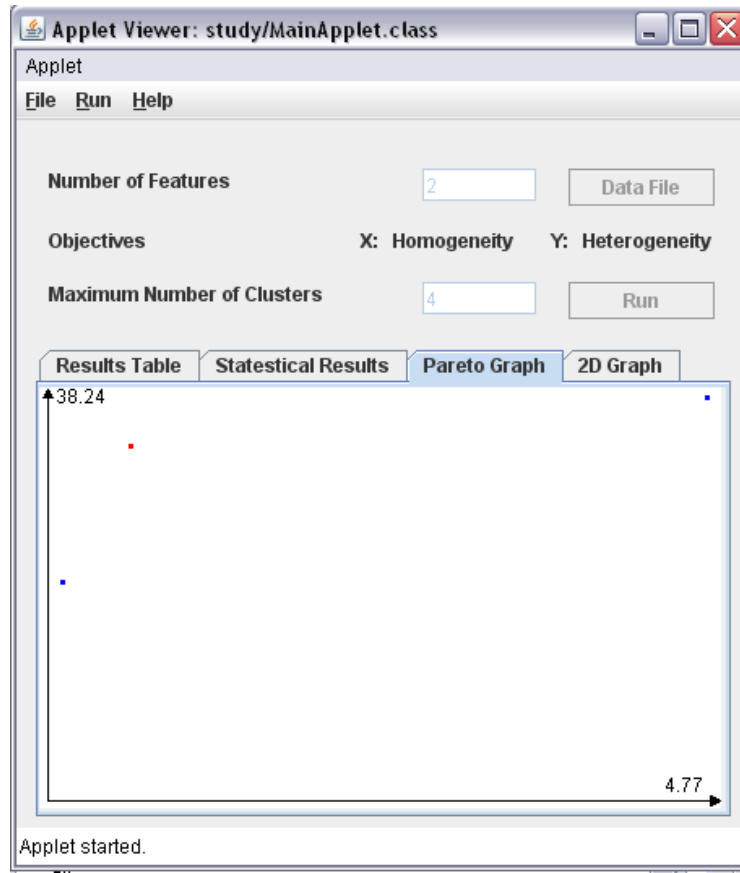 Applet Viewer: study/MainApplet.class
Applet
File Run Help
Number of Features 2 Data File
Objectives X: Homogeneity Y: Heterogeneity
Maximum Number of Clusters 4 Run
Results Table Statestical Results Pareto Graph 2D Graph
38.24
4.77
Applet started.